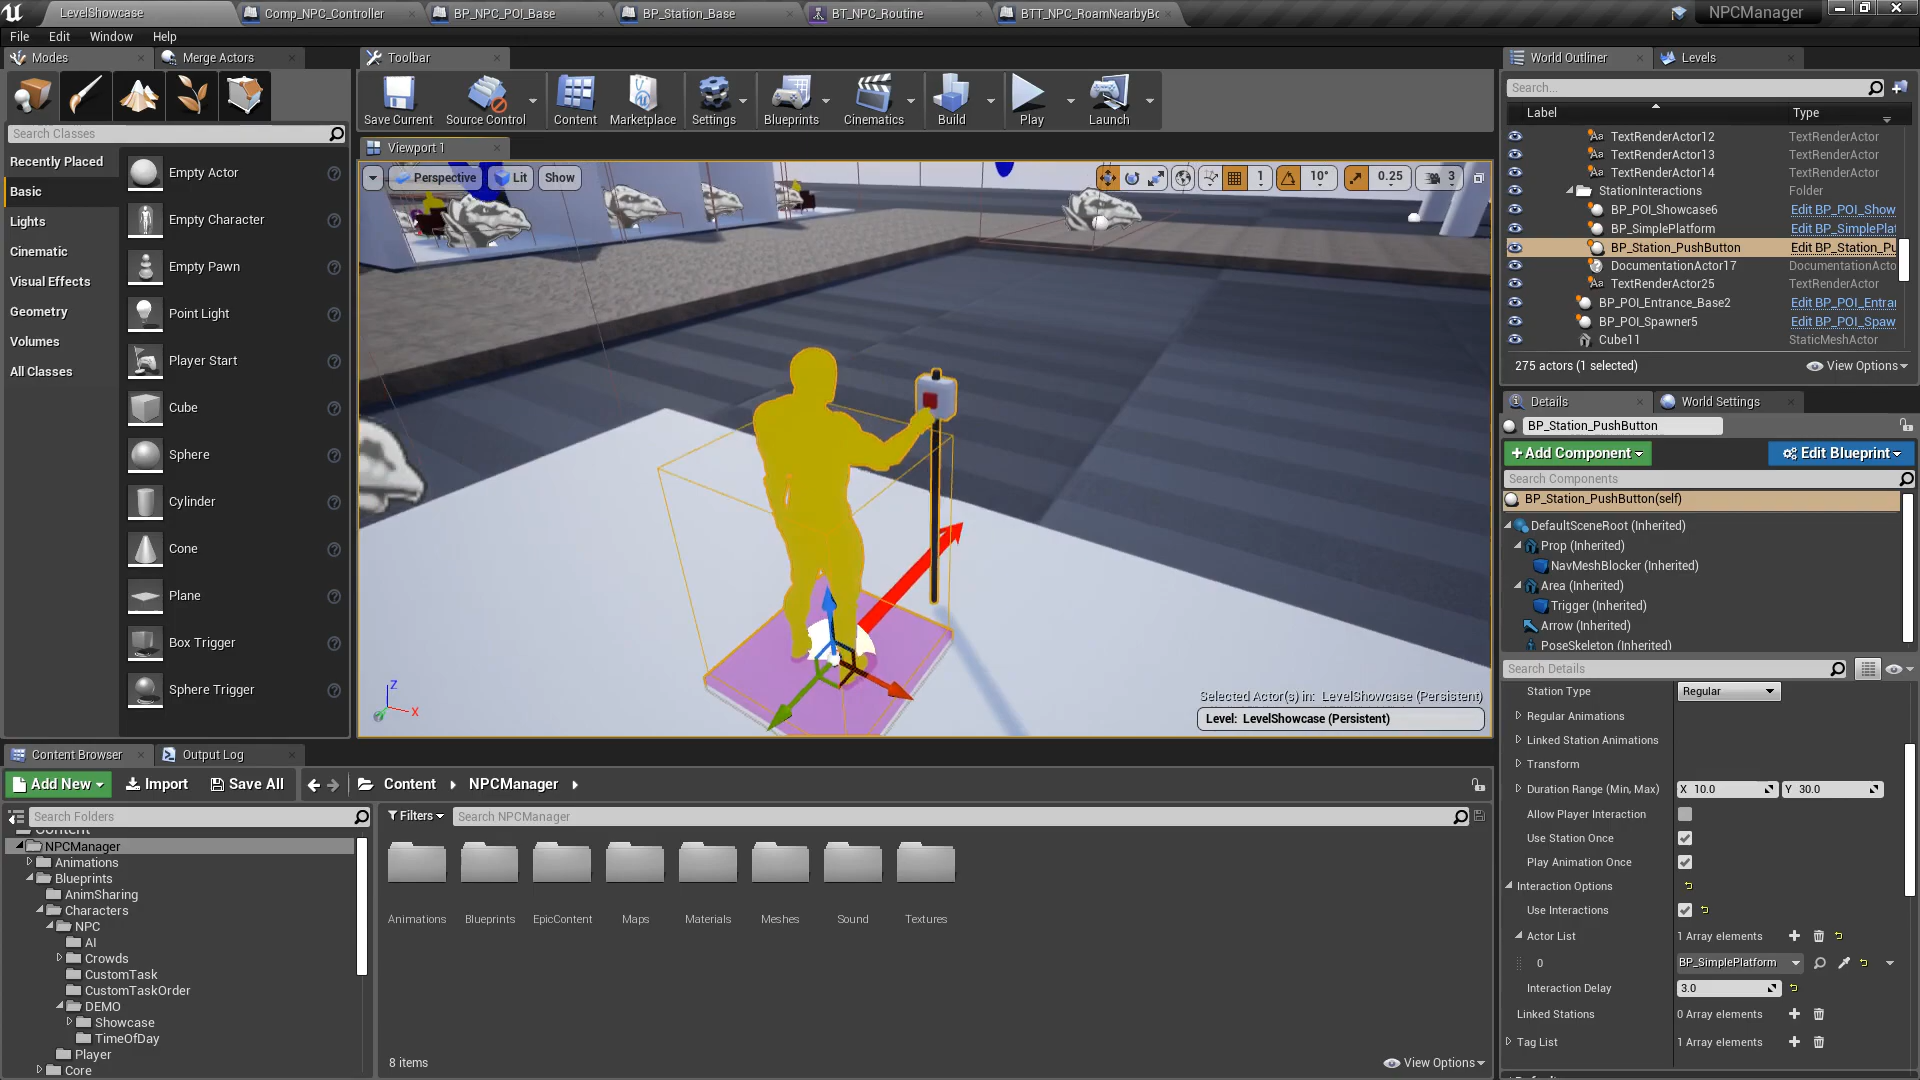 LevelShowcase
Comp_NPC_Controller
BP_NPC_POI_Base
BP_Station_Base
BT_NPC_Routine
BTT_NPC_RoamNearbyBo
NPCManager
File Edit Window Help
Modes
Merge Actors
Toolbar
World Outliner
Levels
Save Current
Source Control
Content
Marketplace
Settings
Blueprints
Cinematics
Build
Play
Launch
Search...
Label
Type
Search Classes
Viewport 1
Recently Placed
Basic
Lights
Cinematic
Visual Effects
Geometry
Volumes
All Classes
Empty Actor
Empty Character
Empty Pawn
Point Light
Player Start
Cube
Sphere
Cylinder
Cone
Plane
Box Trigger
Sphere Trigger
Perspective
Lit
Show
1
10°
0.25
3
Z
X
Selected Actor(s) in: LevelShowcase (Persistent)
Level: LevelShowcase (Persistent)
TextRenderActor12 TextRenderActor
TextRenderActor13 TextRenderActor
TextRenderActor14 TextRenderActor
StationInteractions Folder
BP_POI_Showcase6 Edit BP_POI_Show
BP_SimplePlatform Edit BP_SimplePlat
BP_Station_PushButton Edit BP_Station_Pu
DocumentationActor17 DocumentationActo
TextRenderActor25 TextRenderActor
BP_POI_Entrance_Base2 Edit BP_POI_Entra
BP_POI_Spawner5 Edit BP_POI_Spaw
Cube11 StaticMeshActor
275 actors (1 selected)
View Options
Details
World Settings
BP_Station_PushButton
+Add Component
Edit Blueprint
Search Components
BP_Station_PushButton(self)
DefaultSceneRoot (Inherited)
Prop (Inherited)
NavMeshBlocker (Inherited)
Area (Inherited)
Trigger (Inherited)
Arrow (Inherited)
PoseSkeleton (Inherited)
Search Details
Station Type Regular
Regular Animations
Linked Station Animations
Transform
Duration Range (Min, Max) X 10.0 Y 30.0
Allow Player Interaction
Use Station Once
Play Animation Once
Interaction Options
Use Interactions
Actor List 1 Array elements
0 BP_SimplePlatform
Interaction Delay 3.0
Linked Stations 0 Array elements
Tag List 1 Array elements
Content Browser
Output Log
Add New
Import
Save All
Content
NPCManager
Search Folders
Filters
Search NPCManager
Content
NPCManager
Animations
Blueprints
AnimSharing
Characters
NPC
AI
Crowds
CustomTask
CustomTaskOrder
DEMO
Showcase
TimeOfDay
Player
Core
Animations
Blueprints
EpicContent
Maps
Materials
Meshes
Sound
Textures
8 items
View Options